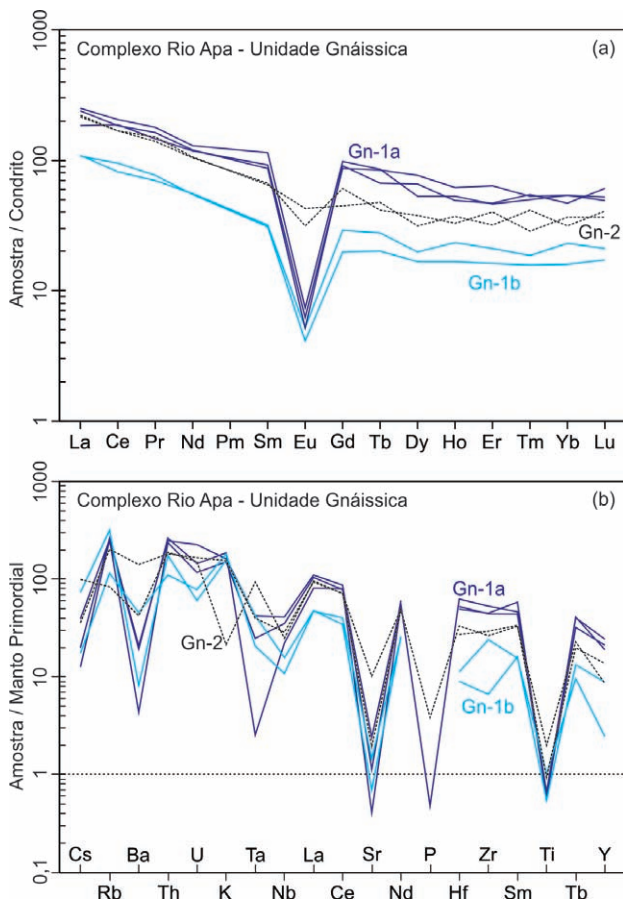 1000
Complexo Rio Apa - Unidade Gnáissica (a)
Gn-1a
100
Gn-2
Gn-1b
10
1
Amostra / Condrito
La Ce Pr Nd Pm Sm Eu Gd Tb Dy Ho Er Tm Yb Lu
1000
Complexo Rio Apa - Unidade Gnáissica (b)
Gn-1a
100
Gn-2
Gn-1b
10
1
Amostra / Manto Primordial
Cs Ba U Ta La Sr P Zr Ti Y
0,1
Rb Th K Nb Ce Nd Hf Sm Tb